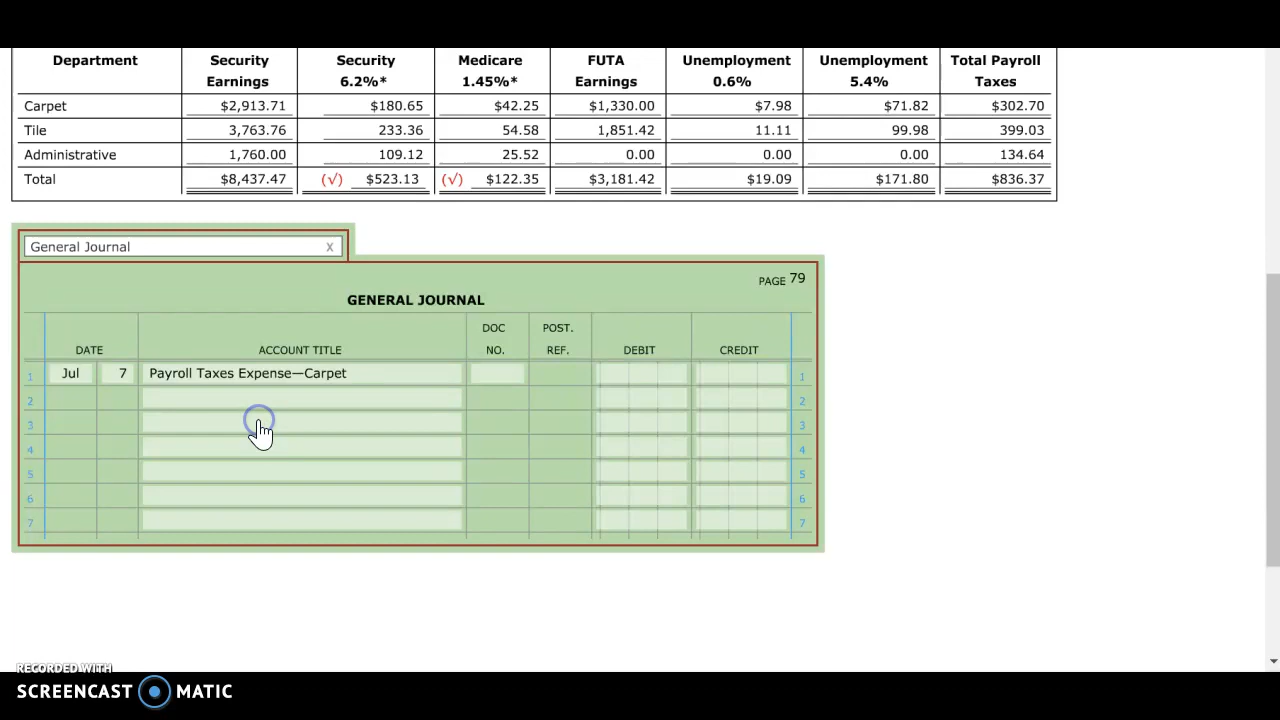 Department Security Earnings Security 6.2%* Medicare 1.45%* FUTA Earnings Unemployment 0.6% Unemployment 5.4% Total Payroll Taxes
Carpet $2,913.71 $180.65 $42.25 $1,330.00 $7.98 $71.82 $302.70
Tile 3,763.76 233.36 54.58 1,851.42 11.11 99.98 399.03
Administrative 1,760.00 109.12 25.52 0.00 0.00 0.00 134.64
Total $8,437.47 (√) $523.13 (√) $122.35 $3,181.42 $19.09 $171.80 $836.37
General Journal X
PAGE 79
GENERAL JOURNAL
DATE ACCOUNT TITLE DOC NO. POST. REF. DEBIT CREDIT
1 Jul 7 Payroll Taxes Expense—Carpet 1
2 2
3 3
4 4
5 5
6 6
7 7
RECORDED WITH
SCREENCAST MATIC